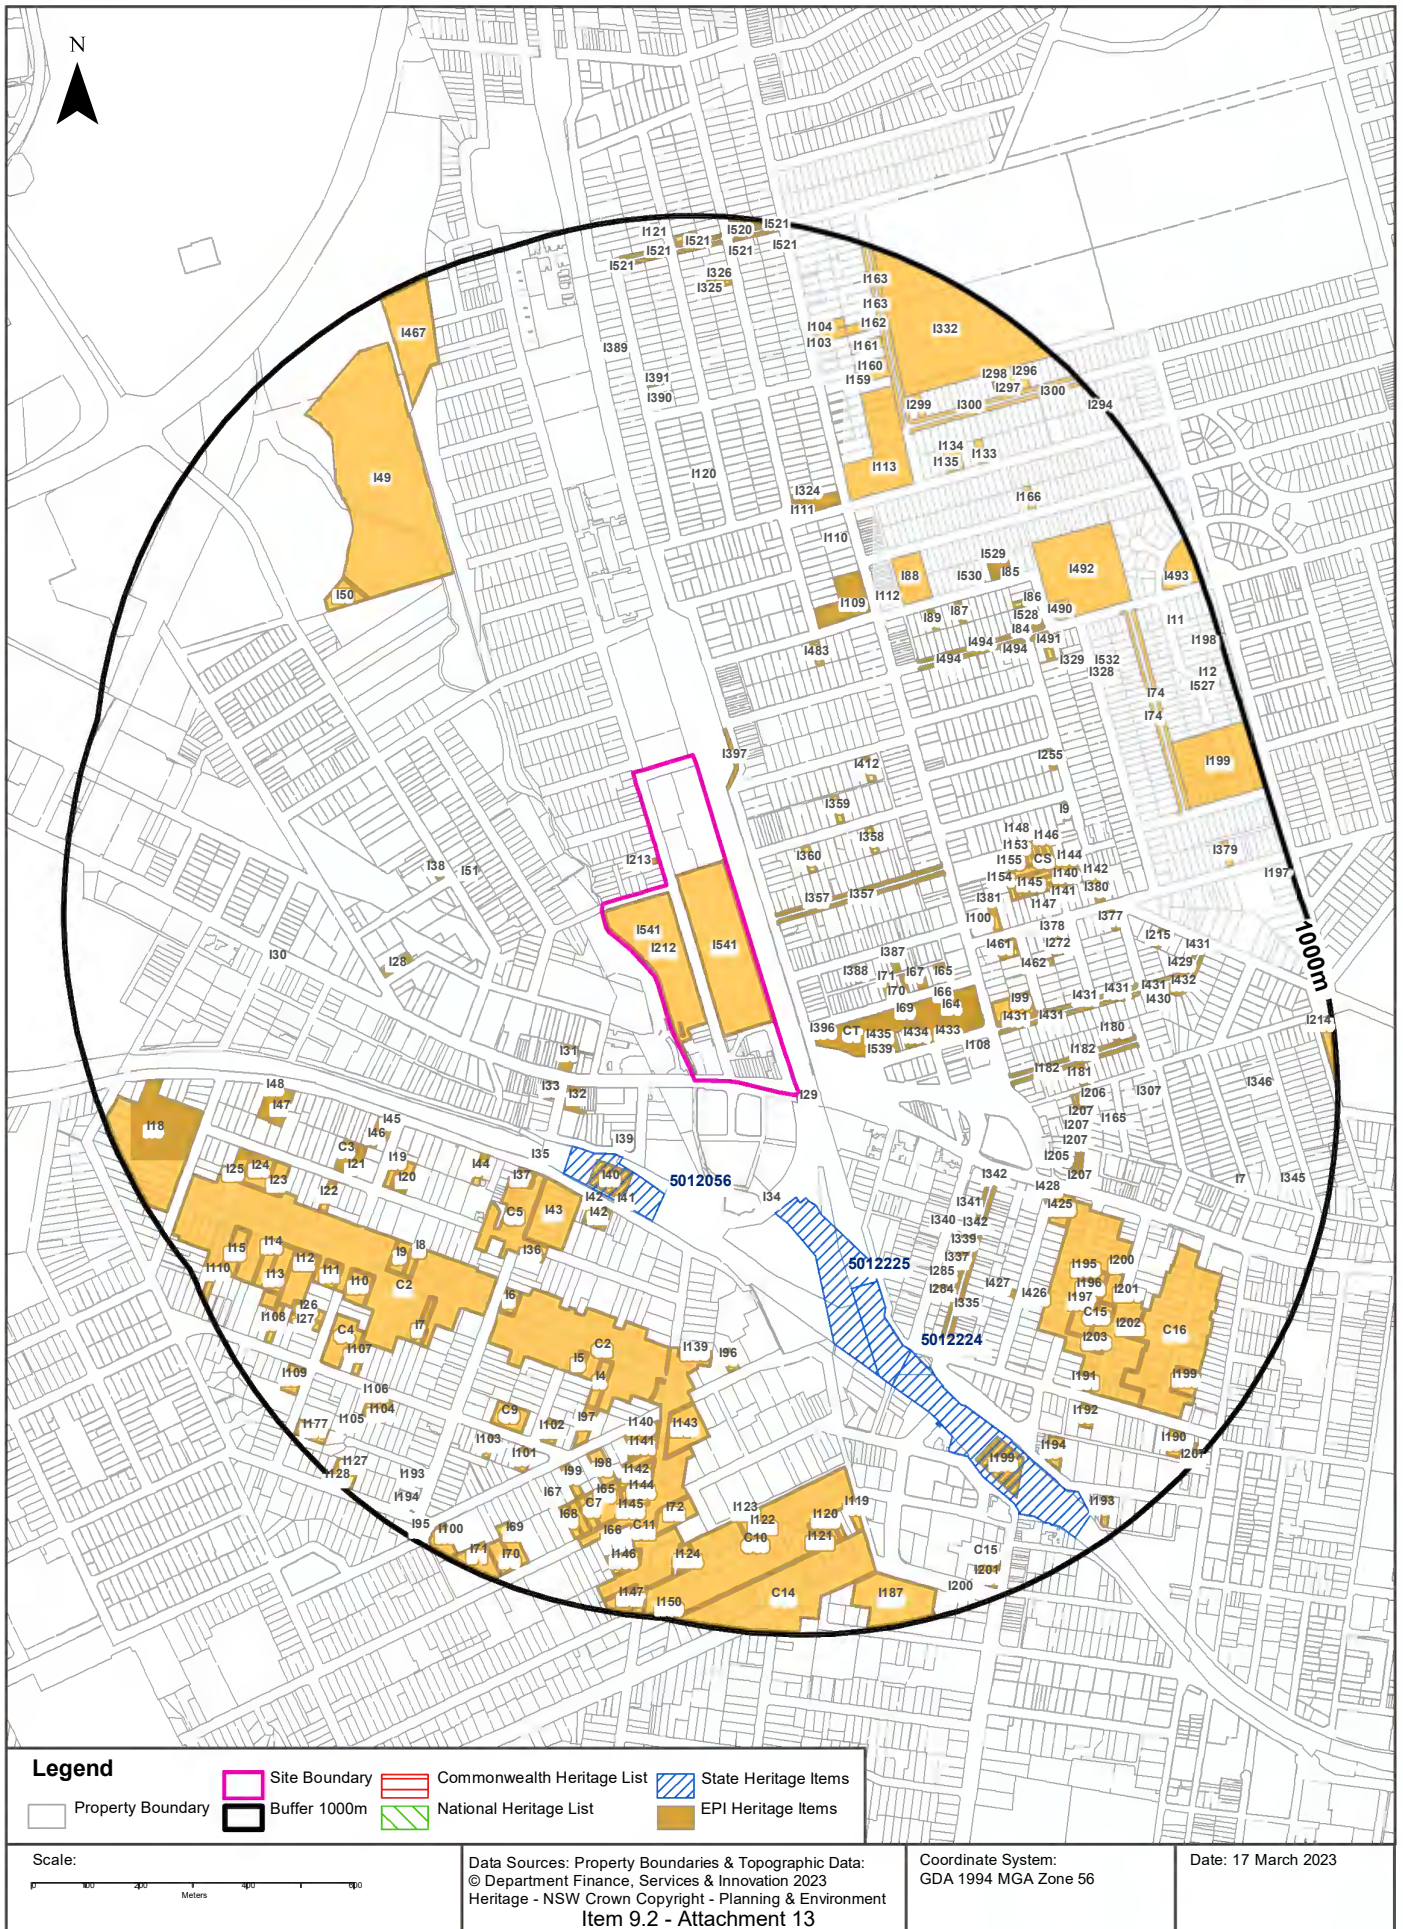 N
I521
I121
I520
I521
I521
I521
I521
I521
I326
I325
I163
I163
I467
I104
I162
I332
I103
I161
I389
I160
I159
I298
I296
I391
I297
I300
I390
I299
I300
I294
I134
I133
I135
I49
I113
I120
I324
I166
I111
I110
I529
I492
I493
I88
I530
I85
I50
I109
I112
I86
I490
I89
I87
I528
I11
I84
I494
I491
I198
I483
I494
I494
I329
I532
I328
I12
I527
I74
I74
I397
I255
I199
I412
I359
I9
I148
I146
I358
I153
I360
I155
CS
I144
I379
I213
I38
I51
I154
I140
I142
I197
I145
I141
I380
I357
I357
I381
I147
I100
I377
I541
I378
I212
I541
I461
I272
I215
I431
I30
I387
I462
I429
I28
I388
I71
I67
I65
I432
I70
I66
I431
I431
I430
I69
I64
I99
I431
1000m
I431
I431
I396
CT
I435
I434
I433
I180
I214
I539
I108
I182
I31
I182
I181
I346
I33
I32
I29
I206
I307
I48
I47
I207
I165
I45
I207
I18
I46
I39
I207
C3
I35
I205
I25
I24
I21
I19
I44
I37
I40
5012056
I342
I207
I7
I345
I23
I20
I42
I41
I34
I428
I22
C5
I43
I42
I341
I425
I340
I342
I14
I8
I36
I339
I15
I12
I9
5012225
I337
I195
I200
I110
I13
I11
I10
C2
I285
I427
I196
I201
I6
I284
I426
I197
I26
I335
C15
I108
I27
C4
I7
5012224
I203
I202
C16
I107
C2
I139
I96
I5
I109
I4
I191
I199
I106
I105
I104
C9
I97
I140
I143
I192
I177
I102
I141
I190
I103
I101
I98
I142
I194
I207
I127
I99
I199
I128
I193
I67
I65
I144
I194
C7
I145
I72
I123
I119
I193
I95
I100
I69
I68
I66
C11
I122
I120
C10
I121
I71
I70
I146
I124
C15
I201
I147
I150
C14
I187
I200
Legend
Property Boundary
Site Boundary
Buffer 1000m
Commonwealth Heritage List
National Heritage List
State Heritage Items
EPI Heritage Items
Scale:
0 100 200 400 600
Meters
Data Sources: Property Boundaries & Topographic Data:
© Department Finance, Services & Innovation 2023
Heritage - NSW Crown Copyright - Planning & Environment
Item 9.2 - Attachment 13
Coordinate System:
GDA 1994 MGA Zone 56
Date: 17 March 2023